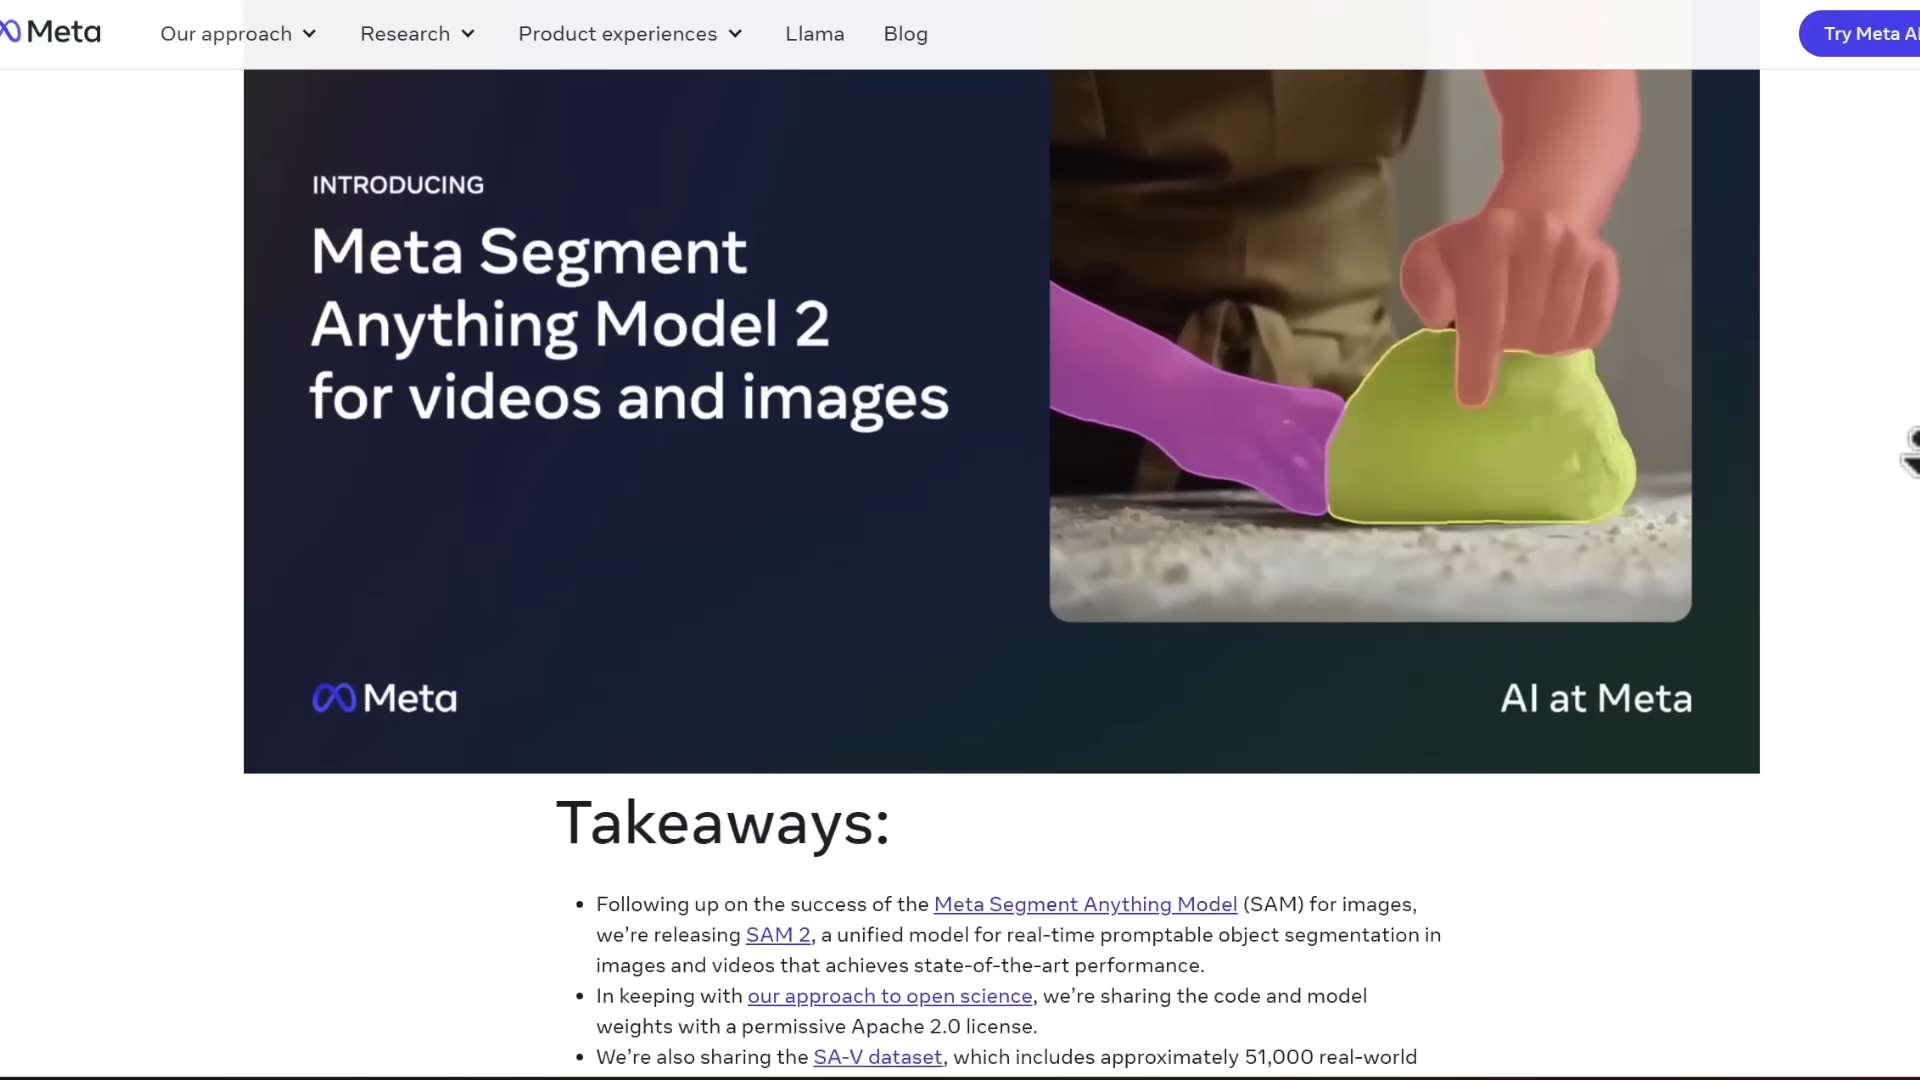 Meta
Our approach
Research
Product experiences
Llama
Blog
Try Meta AI
INTRODUCING
Meta Segment
Anything Model 2
for videos and images
Meta
AI at Meta
Takeaways:
• Following up on the success of the Meta Segment Anything Model (SAM) for images,
we’re releasing SAM 2, a unified model for real-time promptable object segmentation in
images and videos that achieves state-of-the-art performance.
• In keeping with our approach to open science, we’re sharing the code and model
weights with a permissive Apache 2.0 license.
• We’re also sharing the SA-V dataset, which includes approximately 51,000 real-world